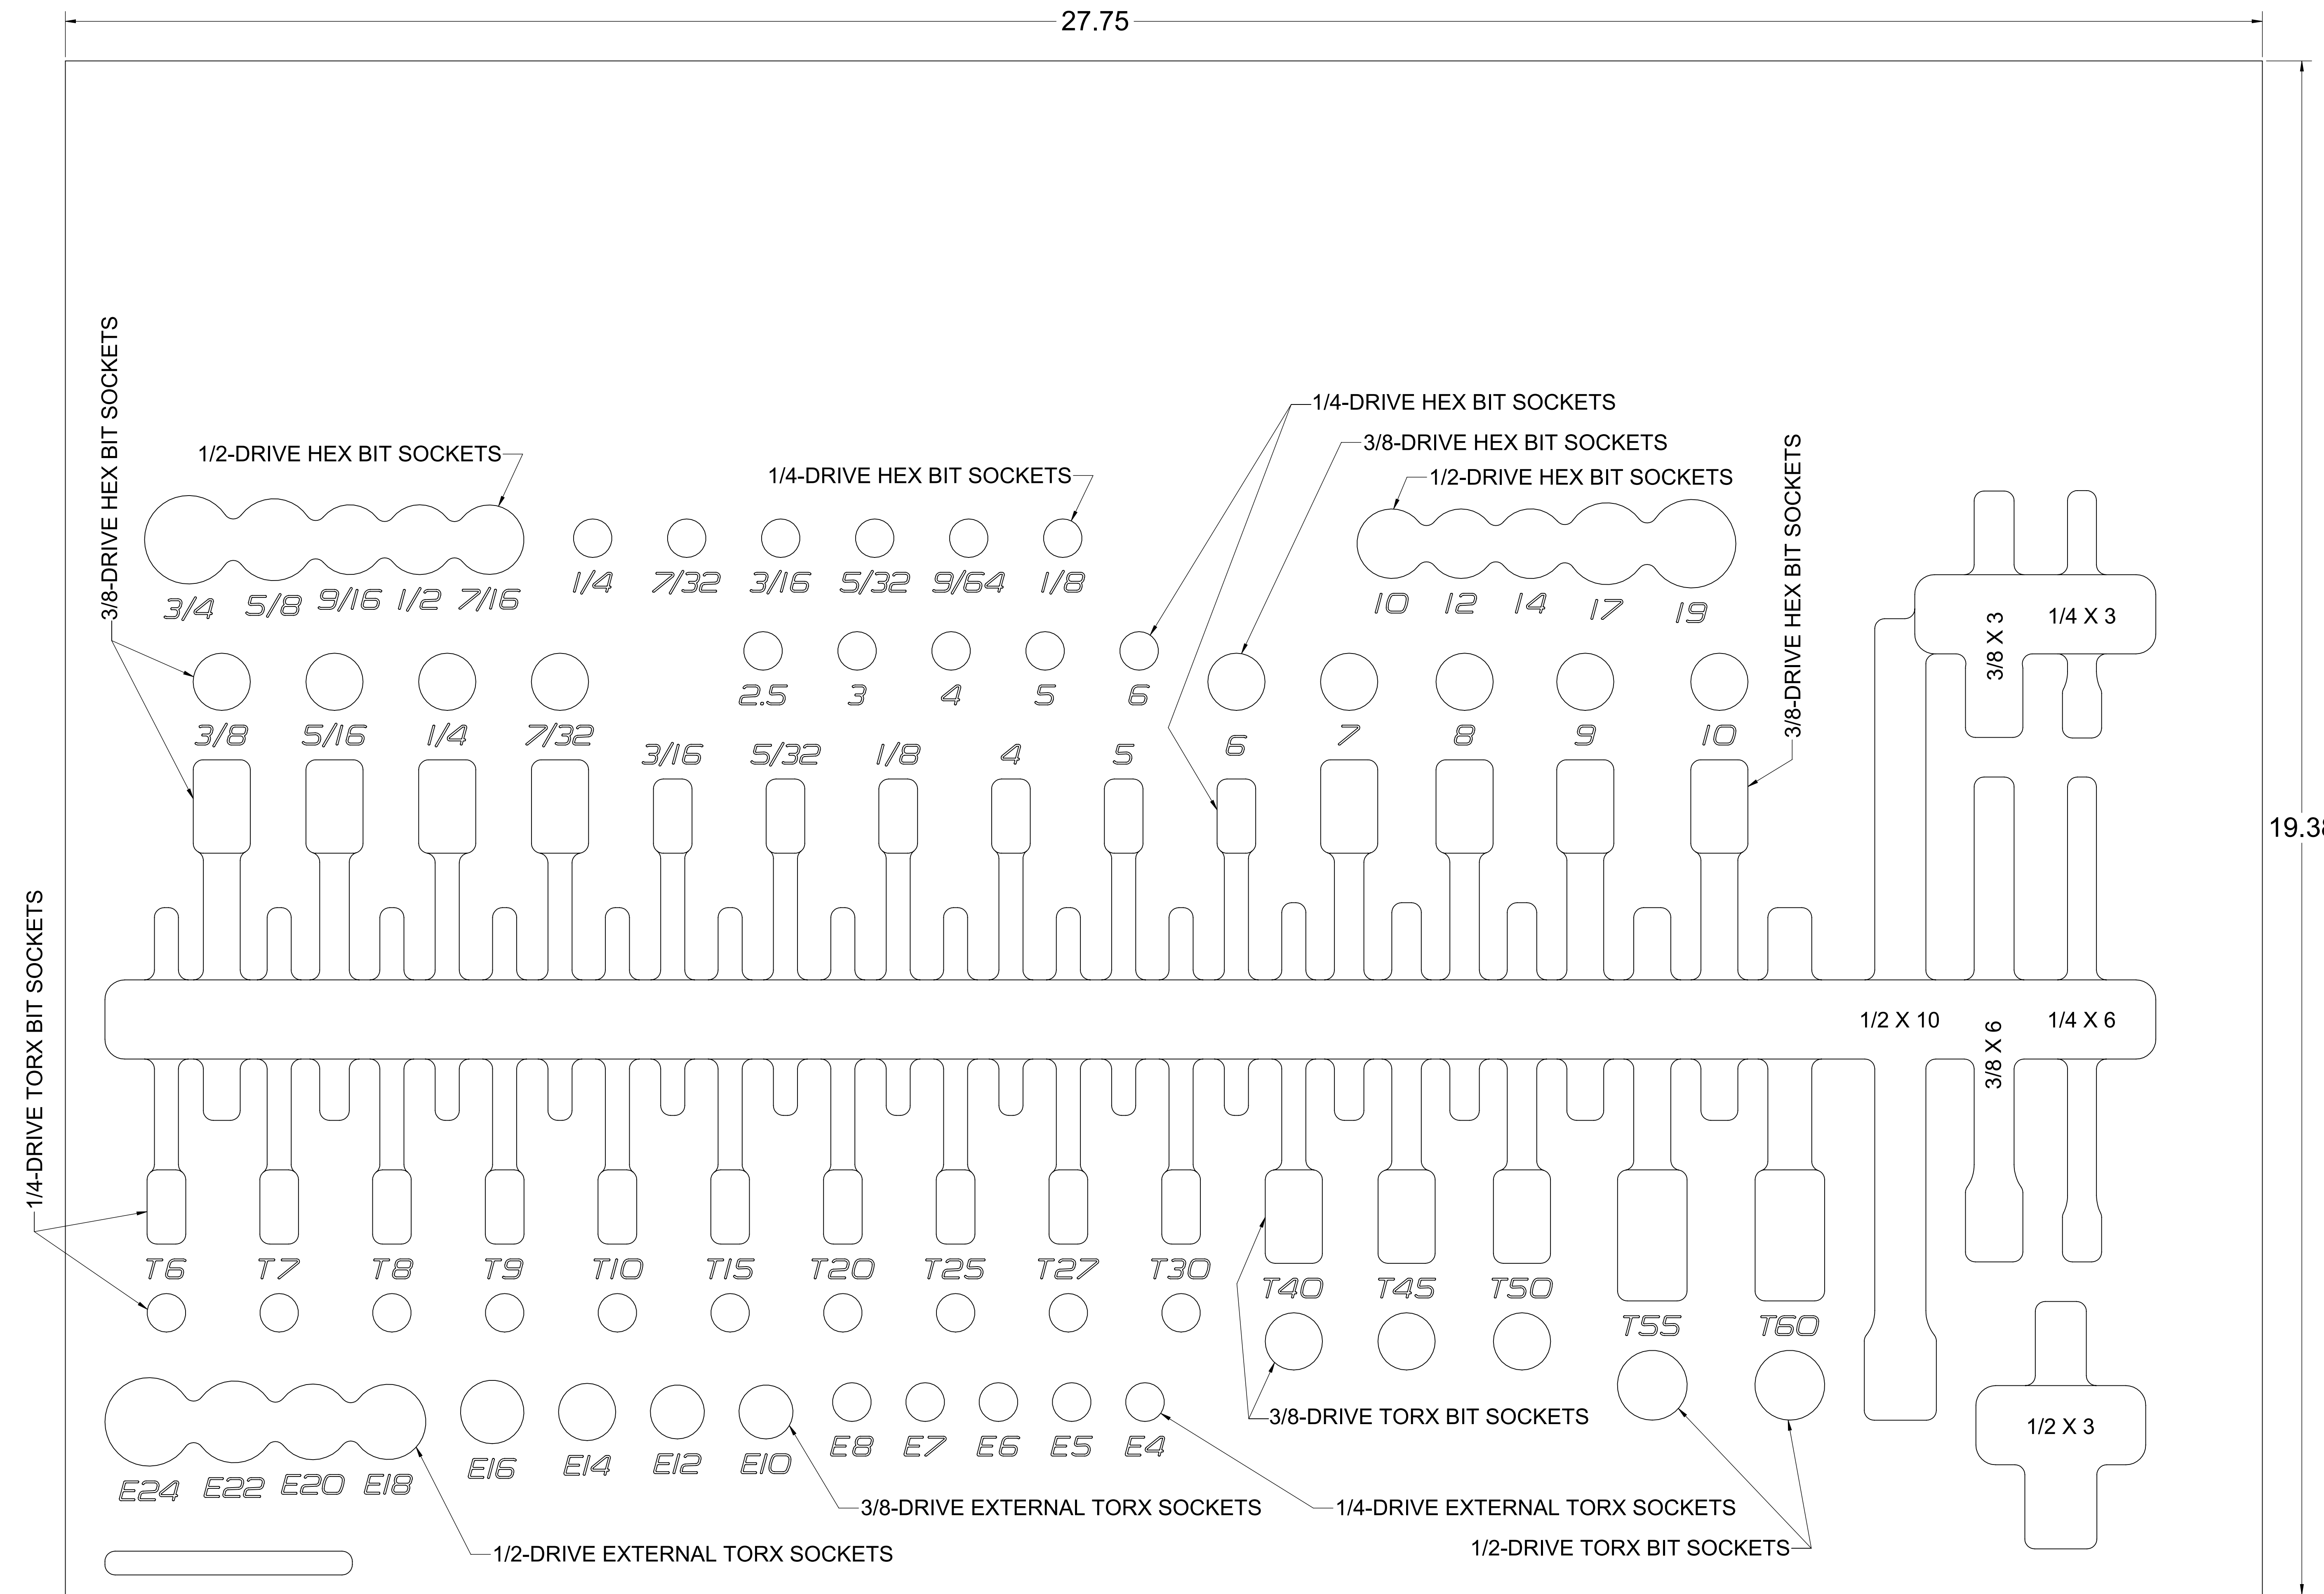 27.75
3/8-DRIVE HEX BIT SOCKETS
1/4-DRIVE HEX BIT SOCKETS
3/8-DRIVE HEX BIT SOCKETS
1/2-DRIVE HEX BIT SOCKETS
1/4-DRIVE HEX BIT SOCKETS
1/2-DRIVE HEX BIT SOCKETS
3/8-DRIVE HEX BIT SOCKETS
3/4 5/8 9/16 1/2 7/16
1/4 7/32 3/16 5/32 9/64 1/8
10 12 14 17 19
3/8 X 3
1/4 X 3
2.5 3 4 5 6
3/8 5/16 1/4 7/32
3/16 5/32 1/8 4 5 6
7 8 9 10
19.38
1/4-DRIVE TORX BIT SOCKETS
1/2 X 10
3/8 X 6
1/4 X 6
T6 T7 T8 T9 T10 T15 T20 T25 T27 T30
T40 T45 T50
T55 T60
3/8-DRIVE TORX BIT SOCKETS
1/2 X 3
E24 E22 E20 E18
E16 E14 E12 E10
E8 E7 E6 E5 E4
3/8-DRIVE EXTERNAL TORX SOCKETS
1/4-DRIVE EXTERNAL TORX SOCKETS
1/2-DRIVE EXTERNAL TORX SOCKETS
1/2-DRIVE TORX BIT SOCKETS